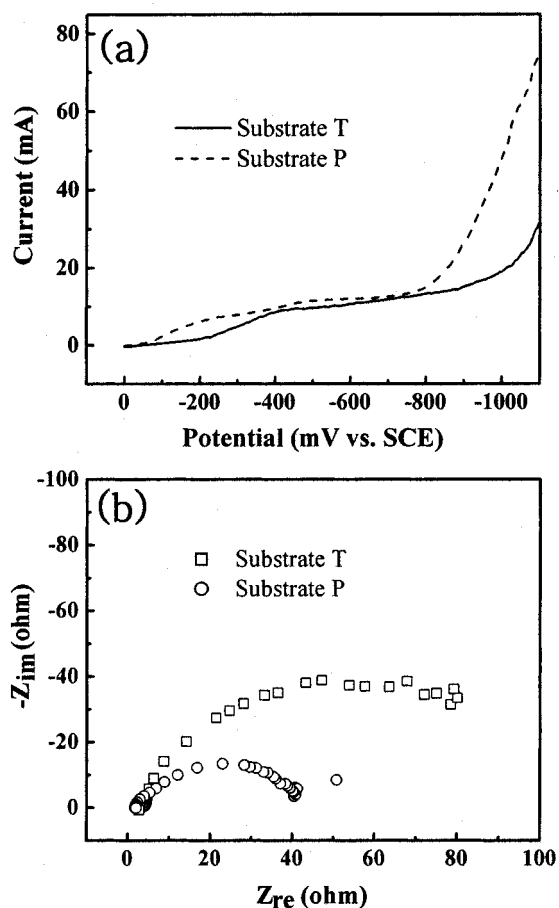 (a)
80
60
40
20
0
Current (mA)
Substrate T
Substrate P
0 -200 -400 -600 -800 -1000
Potential (mV vs. SCE)
(b)
-100
-80
-60
-40
-20
0
-Zim (ohm)
Substrate T
Substrate P
0 20 40 60 80 100
Zre (ohm)